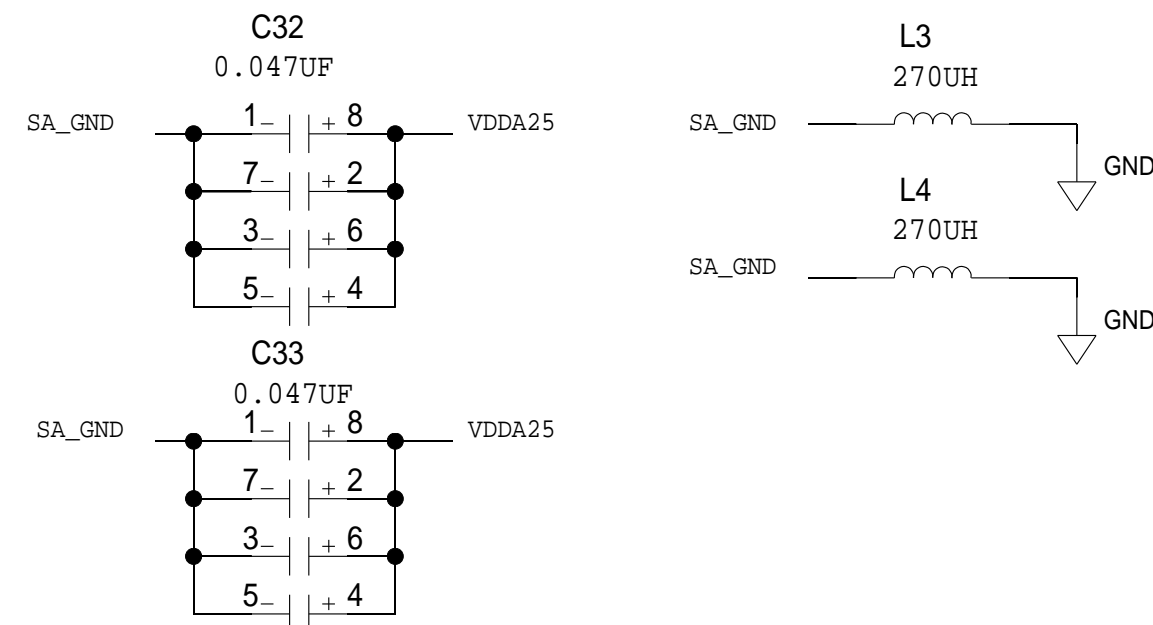 C32
0.047UF
SA_GND 1 - + 8 VDDA25
7 - + 2
3 - + 6
5 - + 4
C33
0.047UF
SA_GND 1 - + 8 VDDA25
7 - + 2
3 - + 6
5 - + 4
L3
270UH
SA_GND
GND
L4
270UH
SA_GND
GND